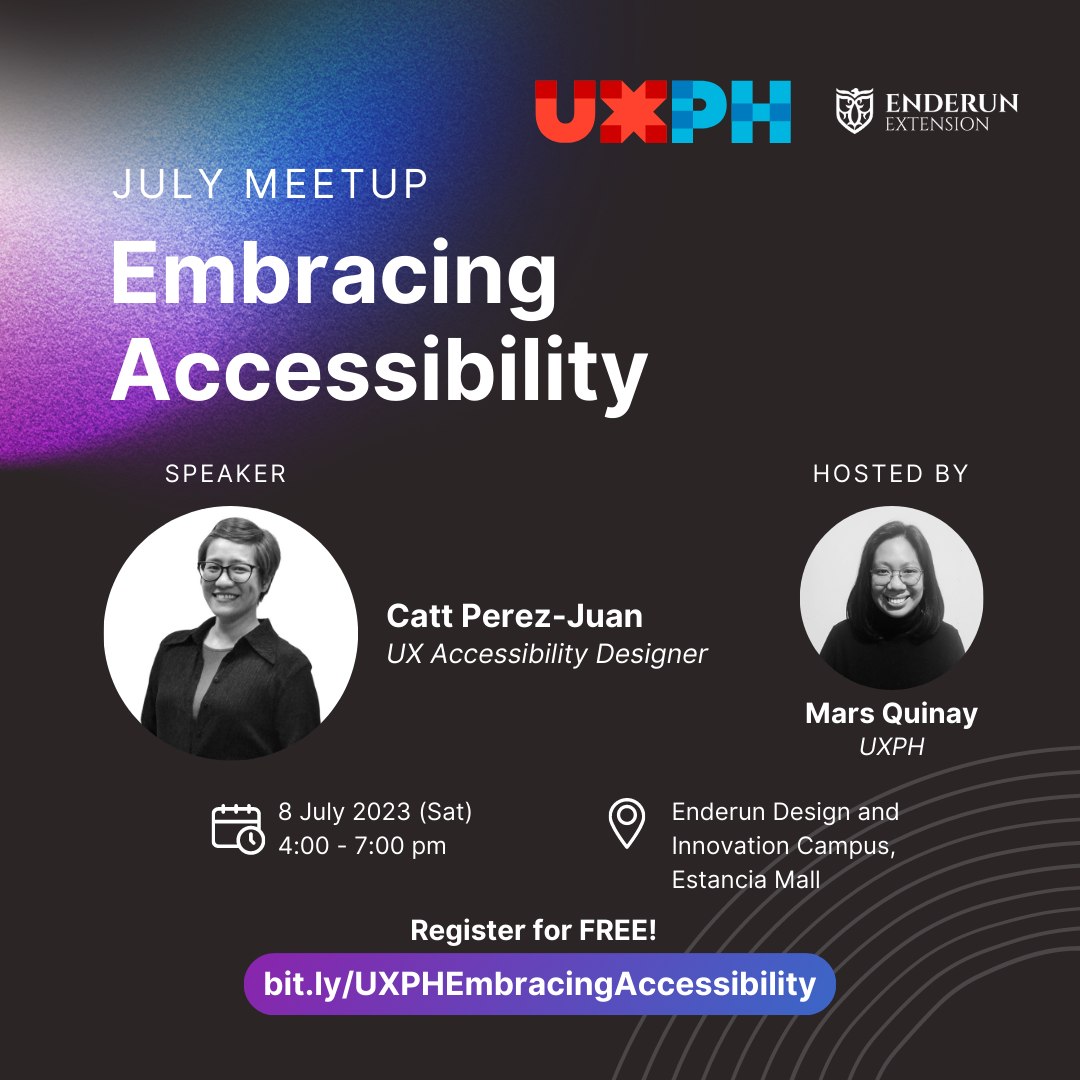 UXPH
ENDERUN
EXTENSION
JULY MEETUP
Embracing
Accessibility
SPEAKER
Catt Perez-Juan
UX Accessibility Designer
HOSTED BY
Mars Quinay
UXPH
8 July 2023 (Sat)
4:00 - 7:00 pm
Enderun Design and
Innovation Campus,
Estancia Mall
Register for FREE!
bit.ly/UXPHEmbracingAccessibility